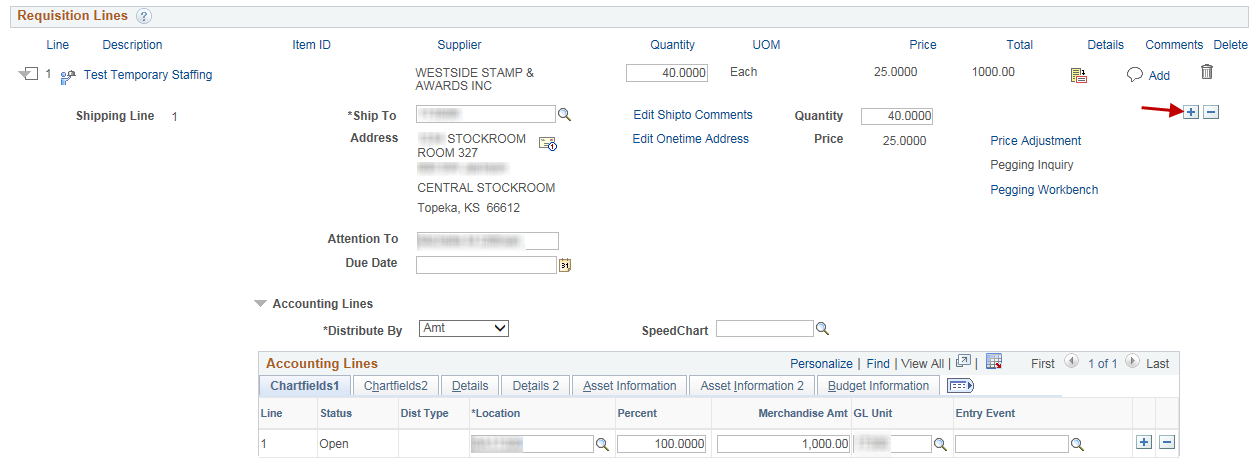 Requisition Lines ?
Line Description Item ID Supplier Quantity UOM Price Total Details Comments Delete
1 Test Temporary Staffing WESTSIDE STAMP & AWARDS INC 40.0000 Each 25.0000 1000.00 Add
Shipping Line 1 *Ship To Edit Shipto Comments Quantity 40.0000
Address STOCKROOM Edit Onetime Address Price 25.0000 Price Adjustment
ROOM 327
Pegging Inquiry
CENTRAL STOCKROOM Pegging Workbench
Topeka, KS 66612
Attention To
Due Date 31
Accounting Lines
*Distribute By Amt SpeedChart
Accounting Lines Personalize | Find | View All | | First 1 of 1 Last
Chartfields1 Chartfields2 Details Details 2 Asset Information Asset Information 2 Budget Information
Line Status Dist Type *Location Percent Merchandise Amt GL Unit Entry Event
1 Open 100.0000 1,000.00